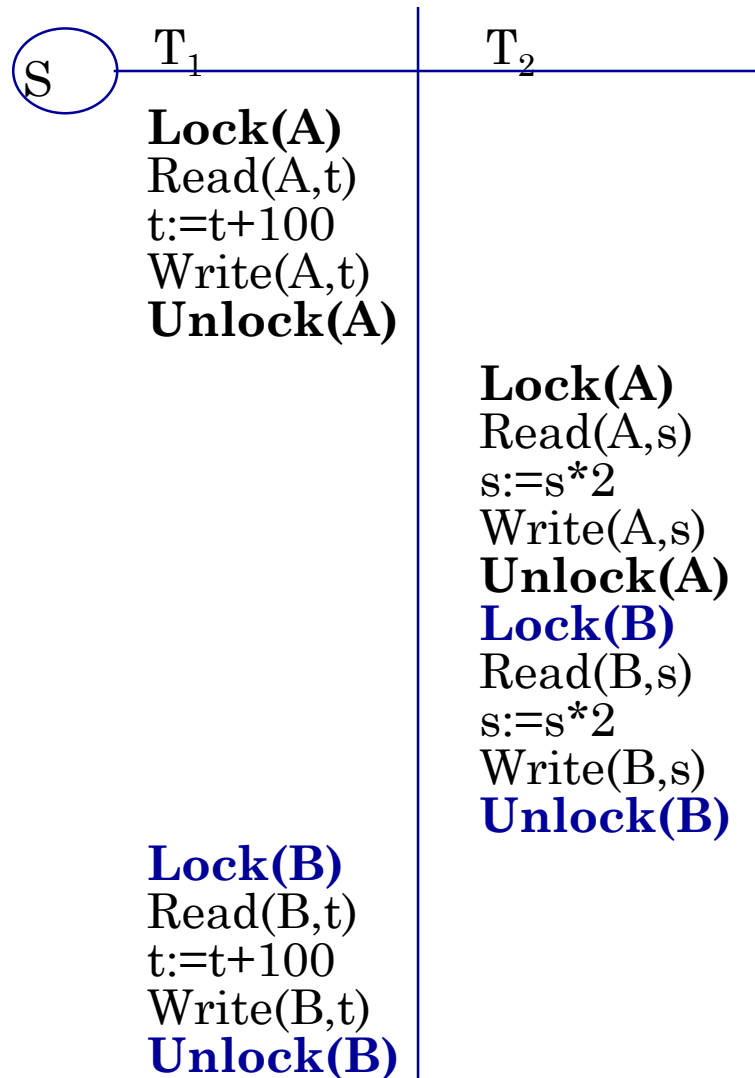 S T₁ T₂
Lock(A)
Read(A,t)
t:=t+100
Write(A,t)
Unlock(A)
Lock(A)
Read(A,s)
s:=s*2
Write(A,s)
Unlock(A)
Lock(B)
Read(B,s)
s:=s*2
Write(B,s)
Unlock(B)
Lock(B)
Read(B,t)
t:=t+100
Write(B,t)
Unlock(B)